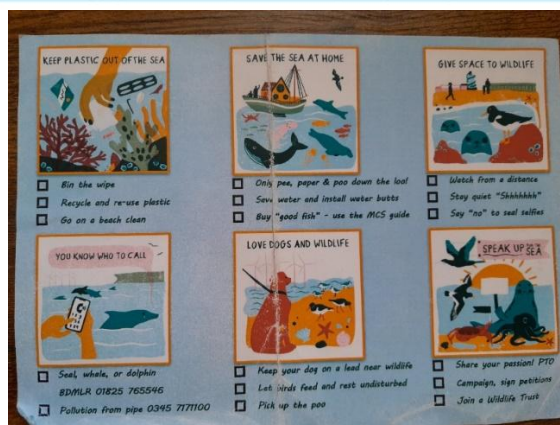 KEEP PLASTIC OUT OF THE SEA
Bin the wipe
Recycle and re-use plastic
Go on a beach clean
SAVE THE SEA AT HOME
Only pee, paper & poo down the loo!
Save water and install water butts
Buy "good fish" - use the MCS guide
GIVE SPACE TO WILDLIFE
Watch from a distance
Stay quiet "Shhhhhhh"
Say "no" to seal selfies
YOU KNOW WHO TO CALL
Seal, whale, or dolphin
BDMLR 01825 765546
Pollution from pipe 0345 7171100
LOVE DOGS AND WILDLIFE
Keep your dog on a lead near wildlife
Let birds feed and rest undisturbed
Pick up the poo
SPEAK UP
SEA
Share your passion! PTO
Campaign, sign petitions
Join a Wildlife Trust